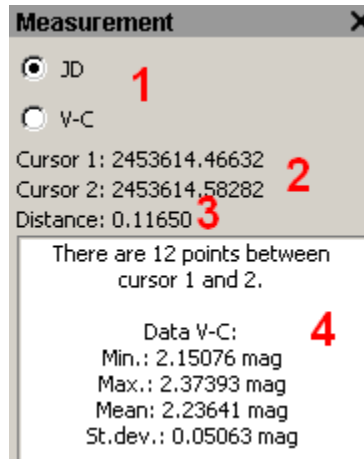 Measurement
JD
1
V-C
Cursor 1: 2453614.46632
2
Cursor 2: 2453614.58282
Distance: 0.11650
3
There are 12 points between
cursor 1 and 2.
Data V-C:
4
Min.: 2.15076 mag
Max.: 2.37393 mag
Mean: 2.23641 mag
St.dev.: 0.05063 mag